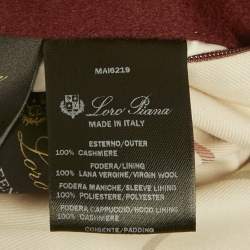 MAI6219
Loro Piana
MADE IN ITALY
ESTERNO/OUTER
100% CASHMERE
FODERA/LINING
100% LANA VERGINE/VIRGIN WOOL
FODERA MANICHE/SLEEVE LINING
100% POLIESTERE/POLYESTER
FODERA CAPPUCCIO/HOOD LINING
100% CASHMERE
Loro